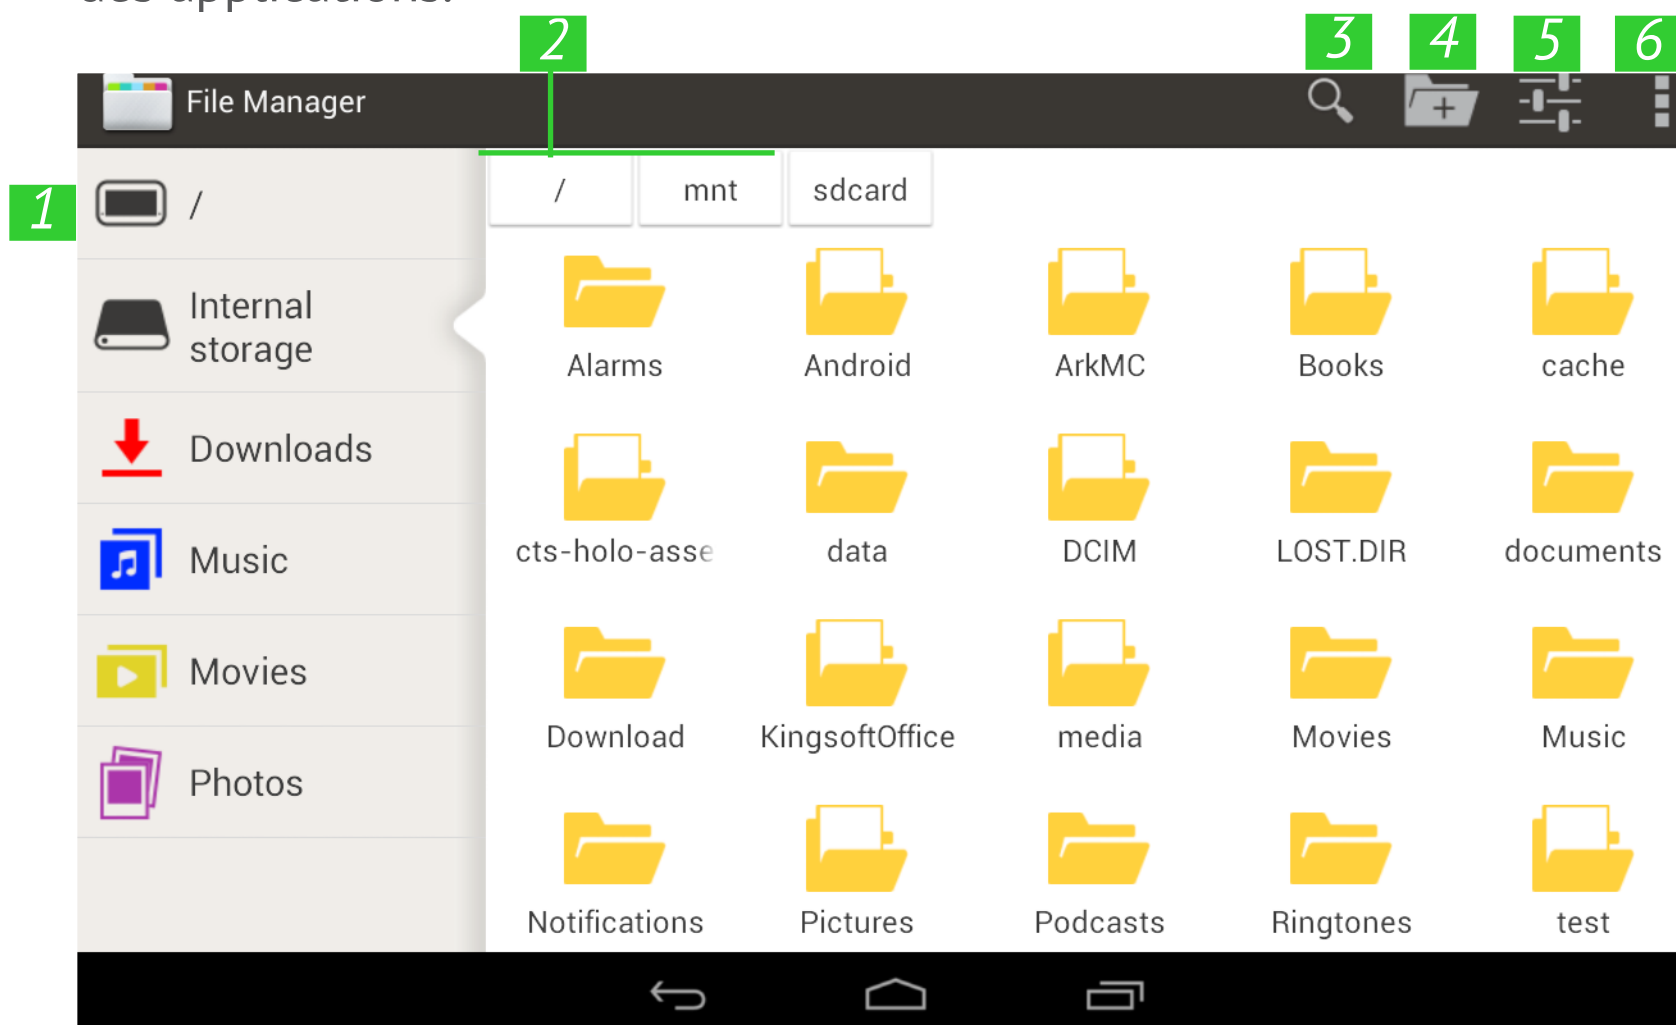 des applications.
2 3 4 5 6
File Manager
1
/
Internal
storage
Downloads
Music
Movies
Photos
/ mnt sdcard
Alarms Android ArkMC Books cache
cts-holo-asse data DCIM LOST.DIR documents
Download KingsoftOffice media Movies Music
Notifications Pictures Podcasts Ringtones test